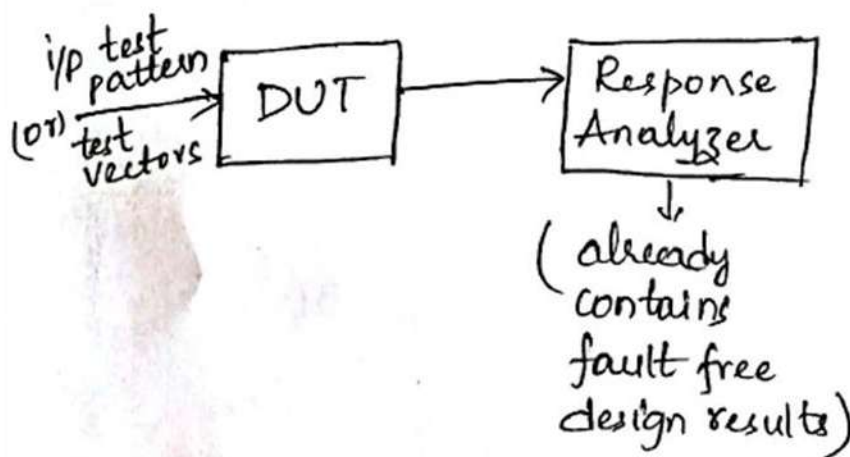 i/p test
pattern
(or)
test
vectors
DUT
Response
Analyzer
(already
contains
fault free
design results)